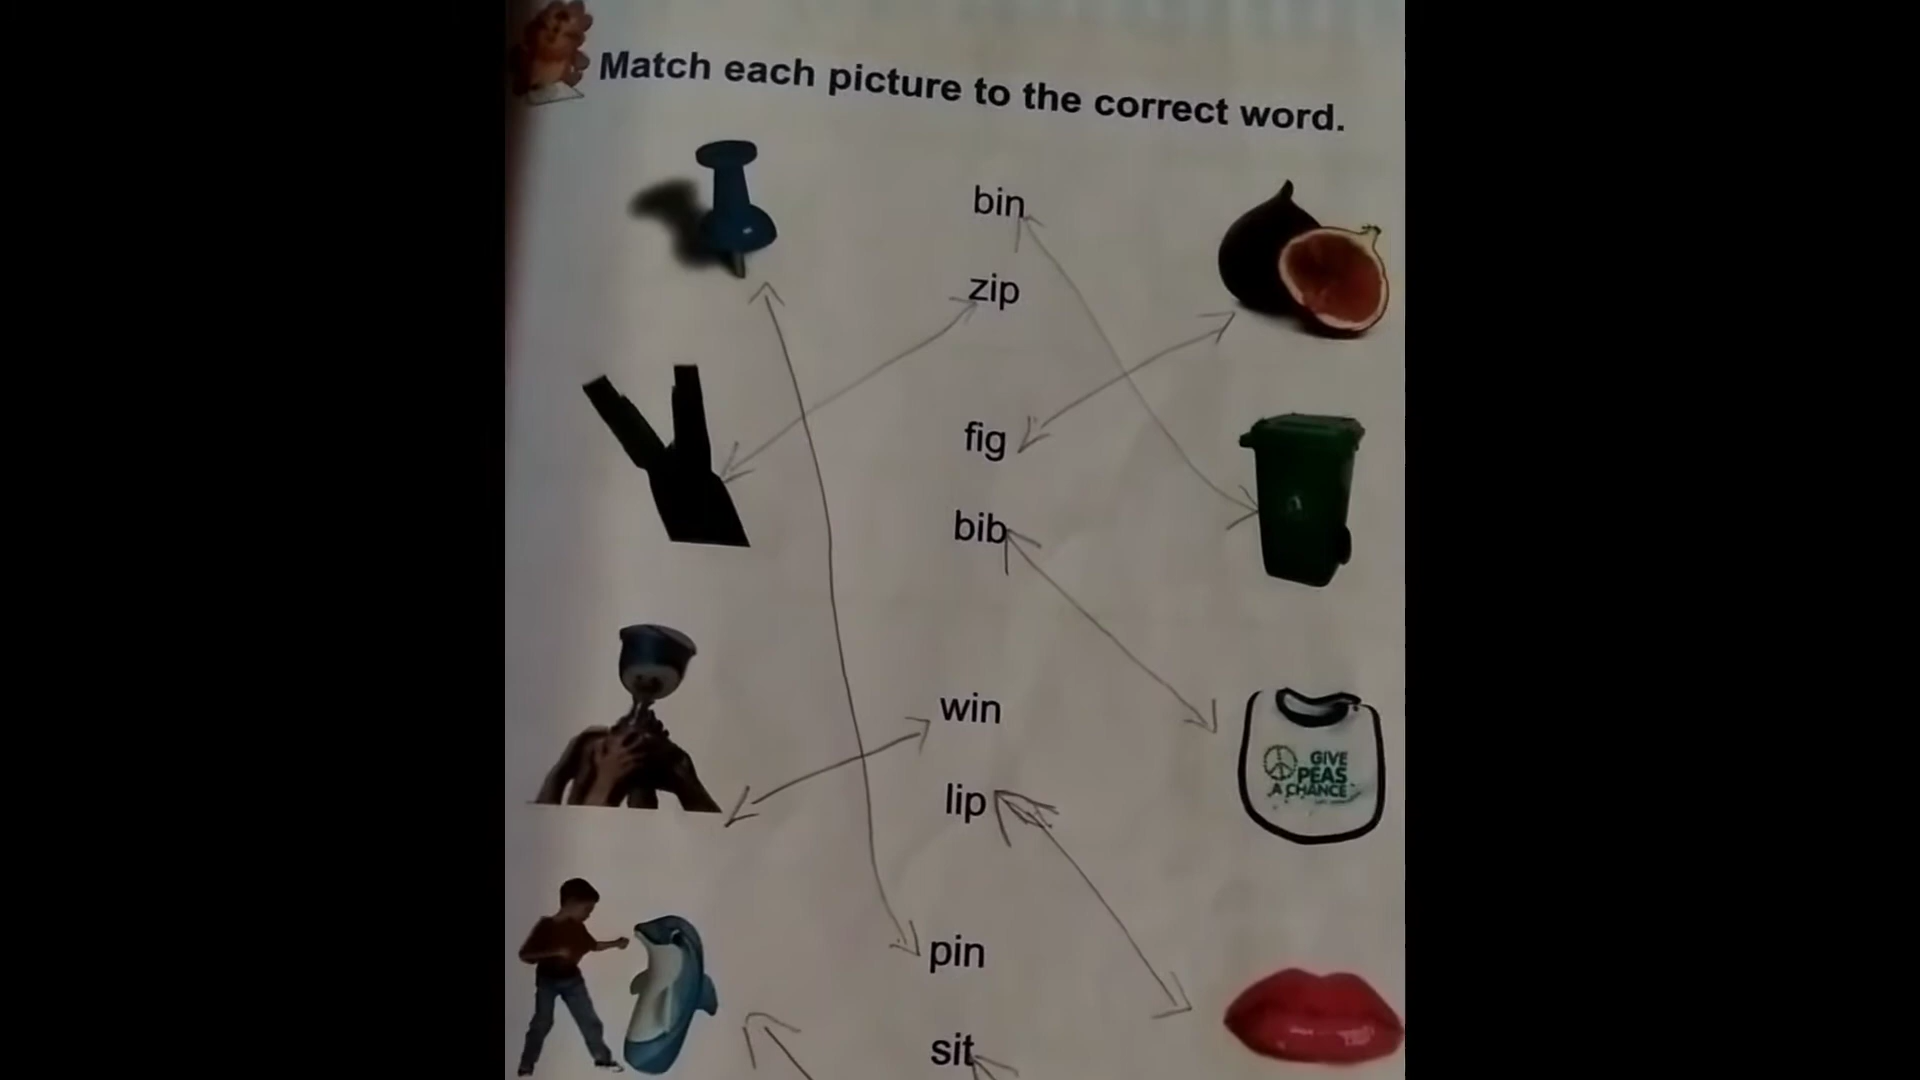 Match each picture to the correct word.
bin
zip
fig
bib
win
GIVE
PEAS
A CHANCE
lip
pin
sit